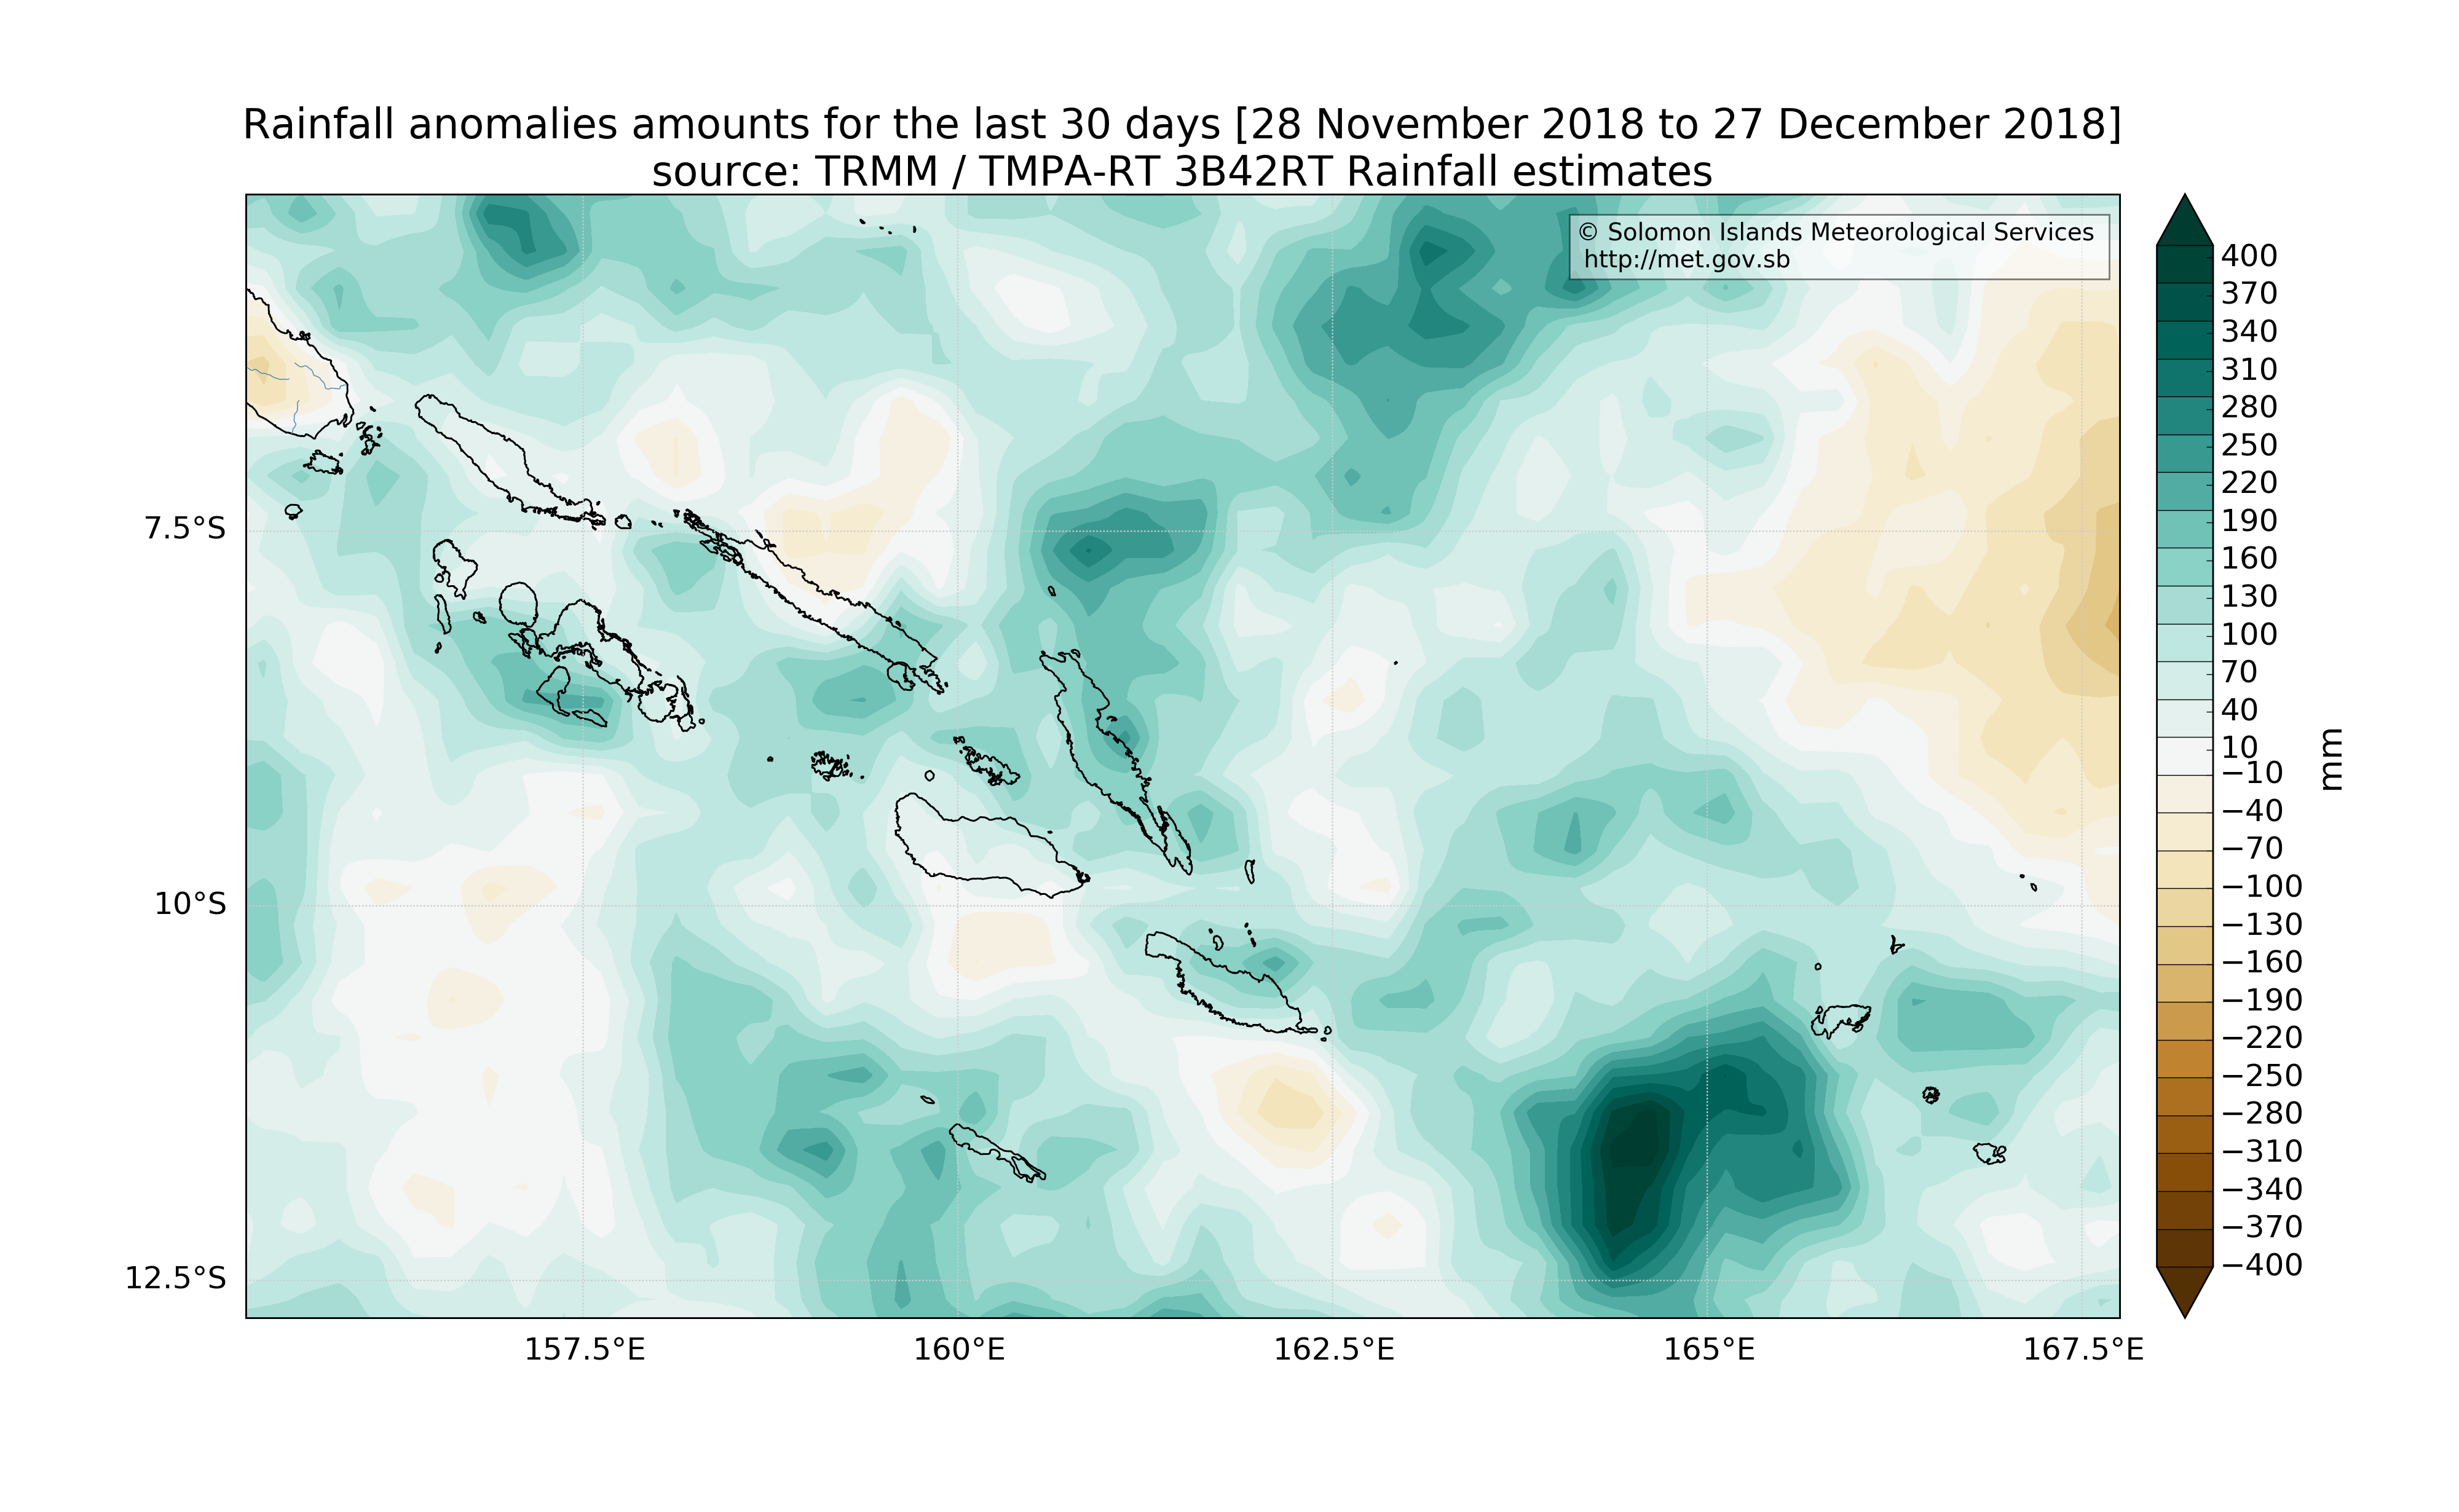 Rainfall anomalies amounts for the last 30 days [28 November 2018 to 27 December 2018]
source: TRMM / TMPA-RT 3B42RT Rainfall estimates
© Solomon Islands Meteorological Services
http://met.gov.sb
7.5°S
10°S
12.5°S
157.5°E
160°E
162.5°E
165°E
167.5°E
400
370
340
310
280
250
220
190
160
130
100
70
40
10
−10
−40
−70
−100
−130
−160
−190
−220
−250
−280
−310
−340
−370
−400
mm